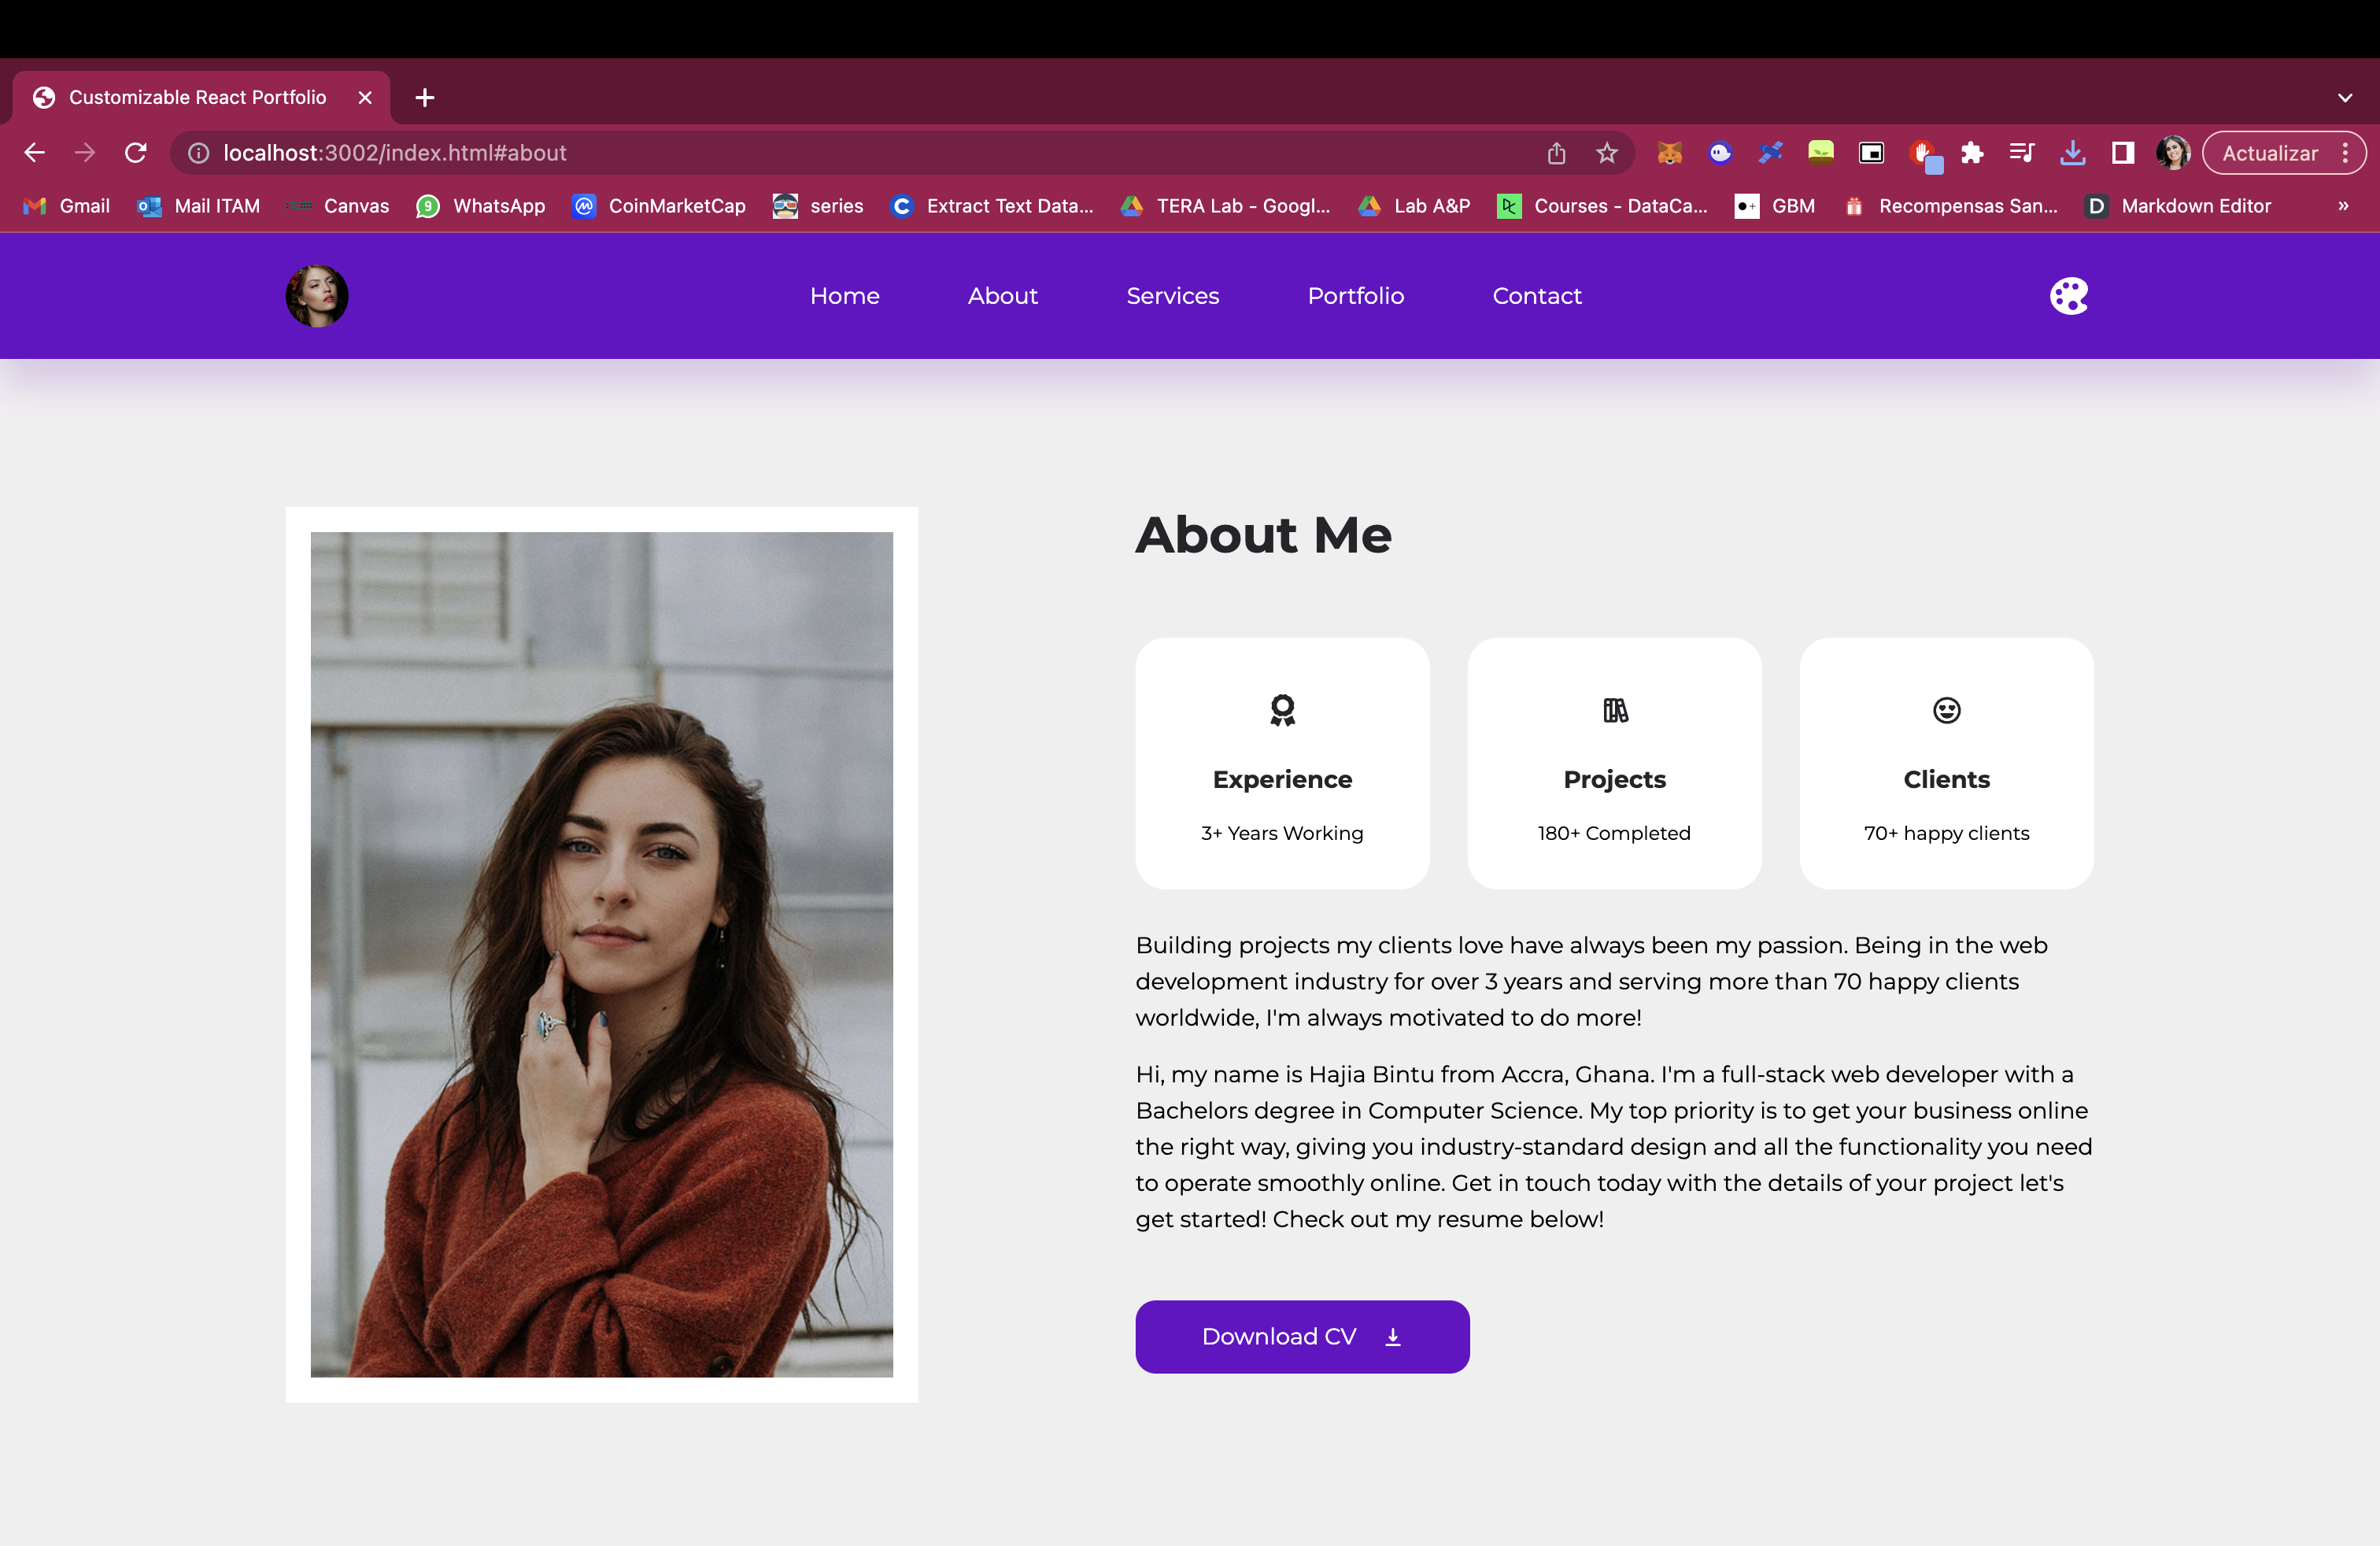 Customizable React Portfolio
localhost:3002/index.html#about
Actualizar
Gmail
Mail ITAM
Canvas
9
WhatsApp
CoinMarketCap
series
C
Extract Text Data...
TERA Lab - Googl...
Lab A&P
Courses - DataCa...
GBM
Recompensas San...
D
Markdown Editor
»
Home
About
Services
Portfolio
Contact
About Me
Experience
3+ Years Working
Projects
180+ Completed
Clients
70+ happy clients
Building projects my clients love have always been my passion. Being in the web
development industry for over 3 years and serving more than 70 happy clients
worldwide, I'm always motivated to do more!
Hi, my name is Hajia Bintu from Accra, Ghana. I'm a full-stack web developer with a
Bachelors degree in Computer Science. My top priority is to get your business online
the right way, giving you industry-standard design and all the functionality you need
to operate smoothly online. Get in touch today with the details of your project let's
get started! Check out my resume below!
Download CV